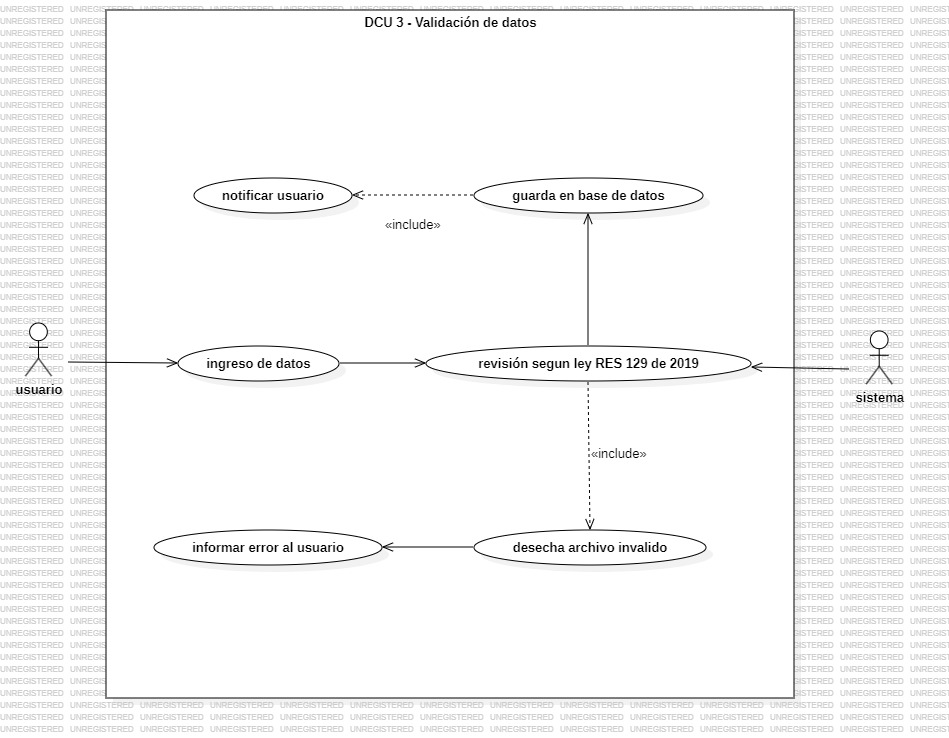 DCU 3 - Validación de datos
notificar usuario
guarda en base de datos
«include»
usuario
ingreso de datos
revisión segun ley RES 129 de 2019
sistema
«include»
informar error al usuario
desecha archivo invalido
UNREGISTERED